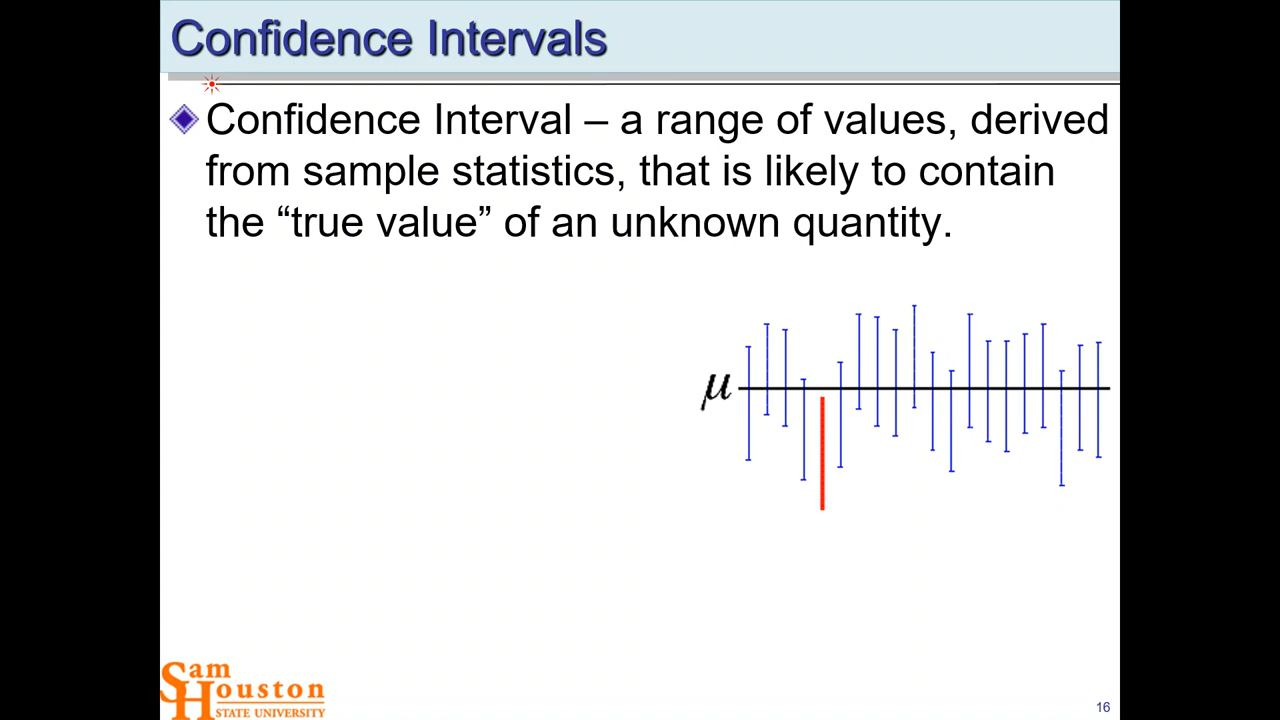 Confidence Intervals
Confidence Interval – a range of values, derived
from sample statistics, that is likely to contain
the “true value” of an unknown quantity.
μ
Sam
Houston
STATE UNIVERSITY
16